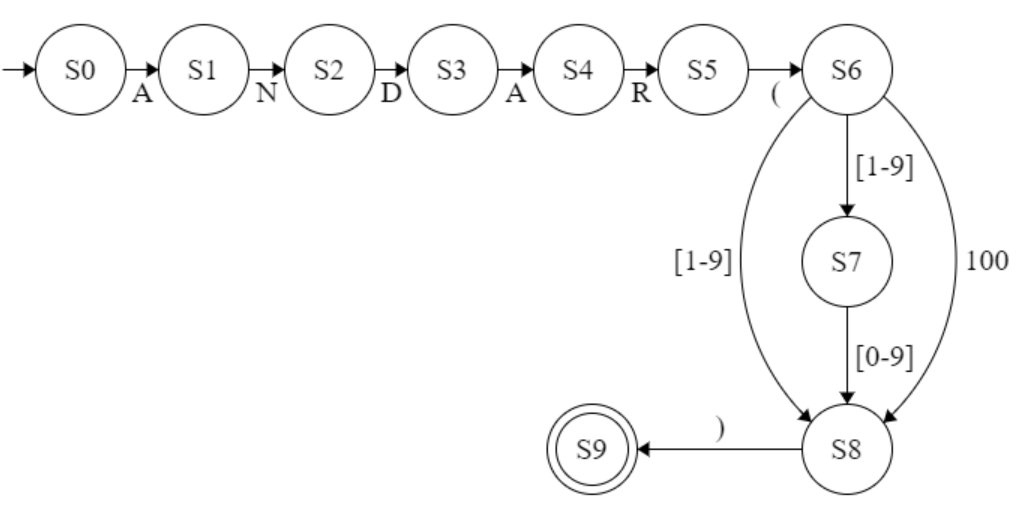 S0 S1 S2 S3 S4 S5 S6
A N D A R (
[1-9]
[1-9] S7 100
[0-9]
)
S9 S8